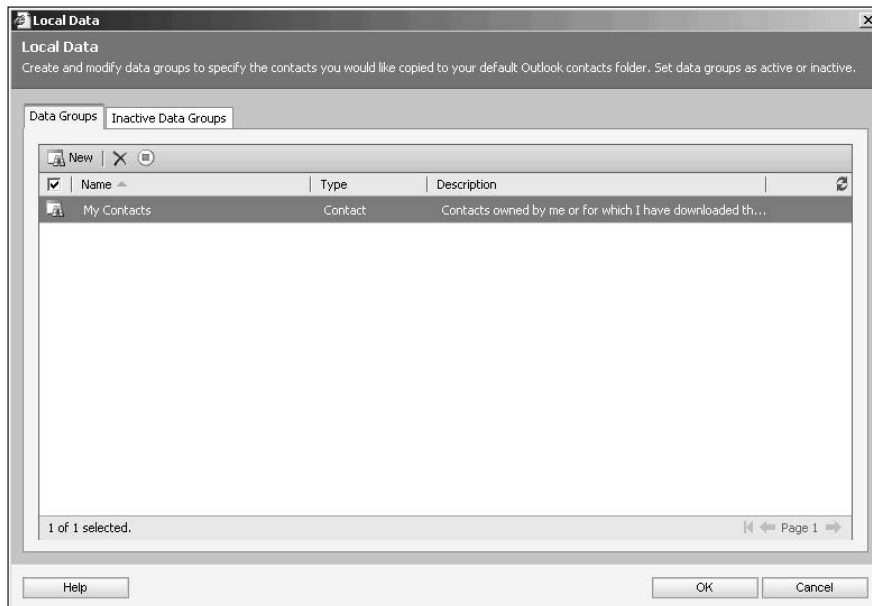 Local Data
Local Data
Create and modify data groups to specify the contacts you would like copied to your default Outlook contacts folder. Set data groups as active or inactive.
Data Groups Inactive Data Groups
New
Name Type Description
My Contacts Contact Contacts owned by me or for which I have downloaded th...
1 of 1 selected. Page 1
Help OK Cancel